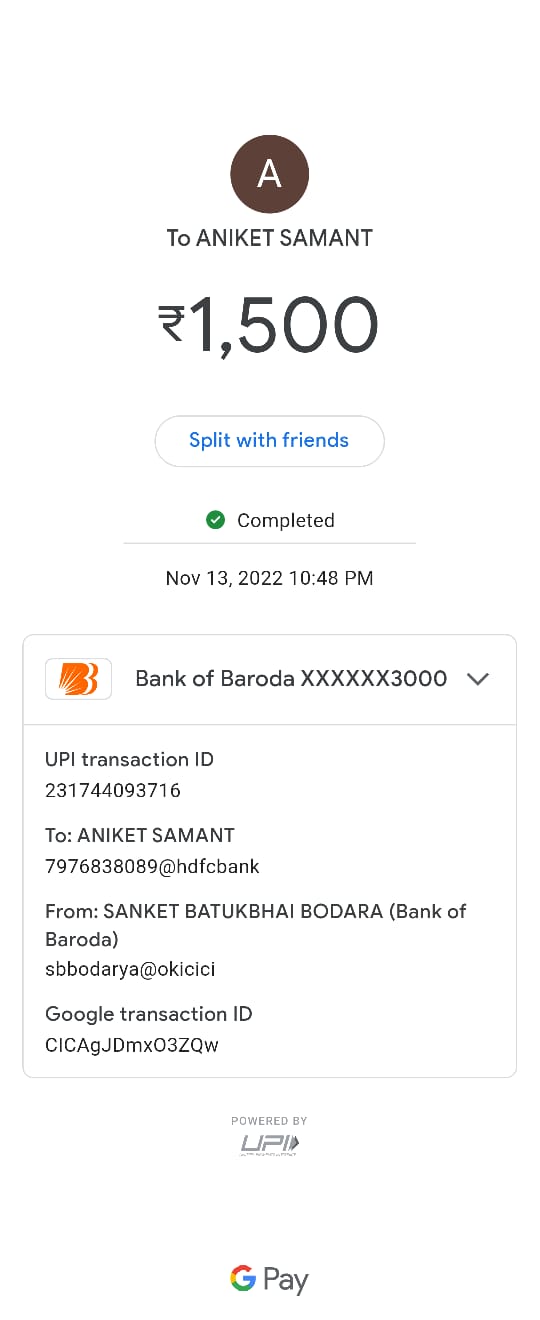 A
To ANIKET SAMANT
₹1,500
Split with friends
Completed
Nov 13, 2022 10:48 PM
Bank of Baroda XXXXXX3000
UPI transaction ID
231744093716
To: ANIKET SAMANT
7976838089@hdfcbank
From: SANKET BATUKBHAI BODARA (Bank of
Baroda)
sbbodarya@okicici
Google transaction ID
CICAgJDmxO3ZQw
POWERED BY
UPI
G Pay